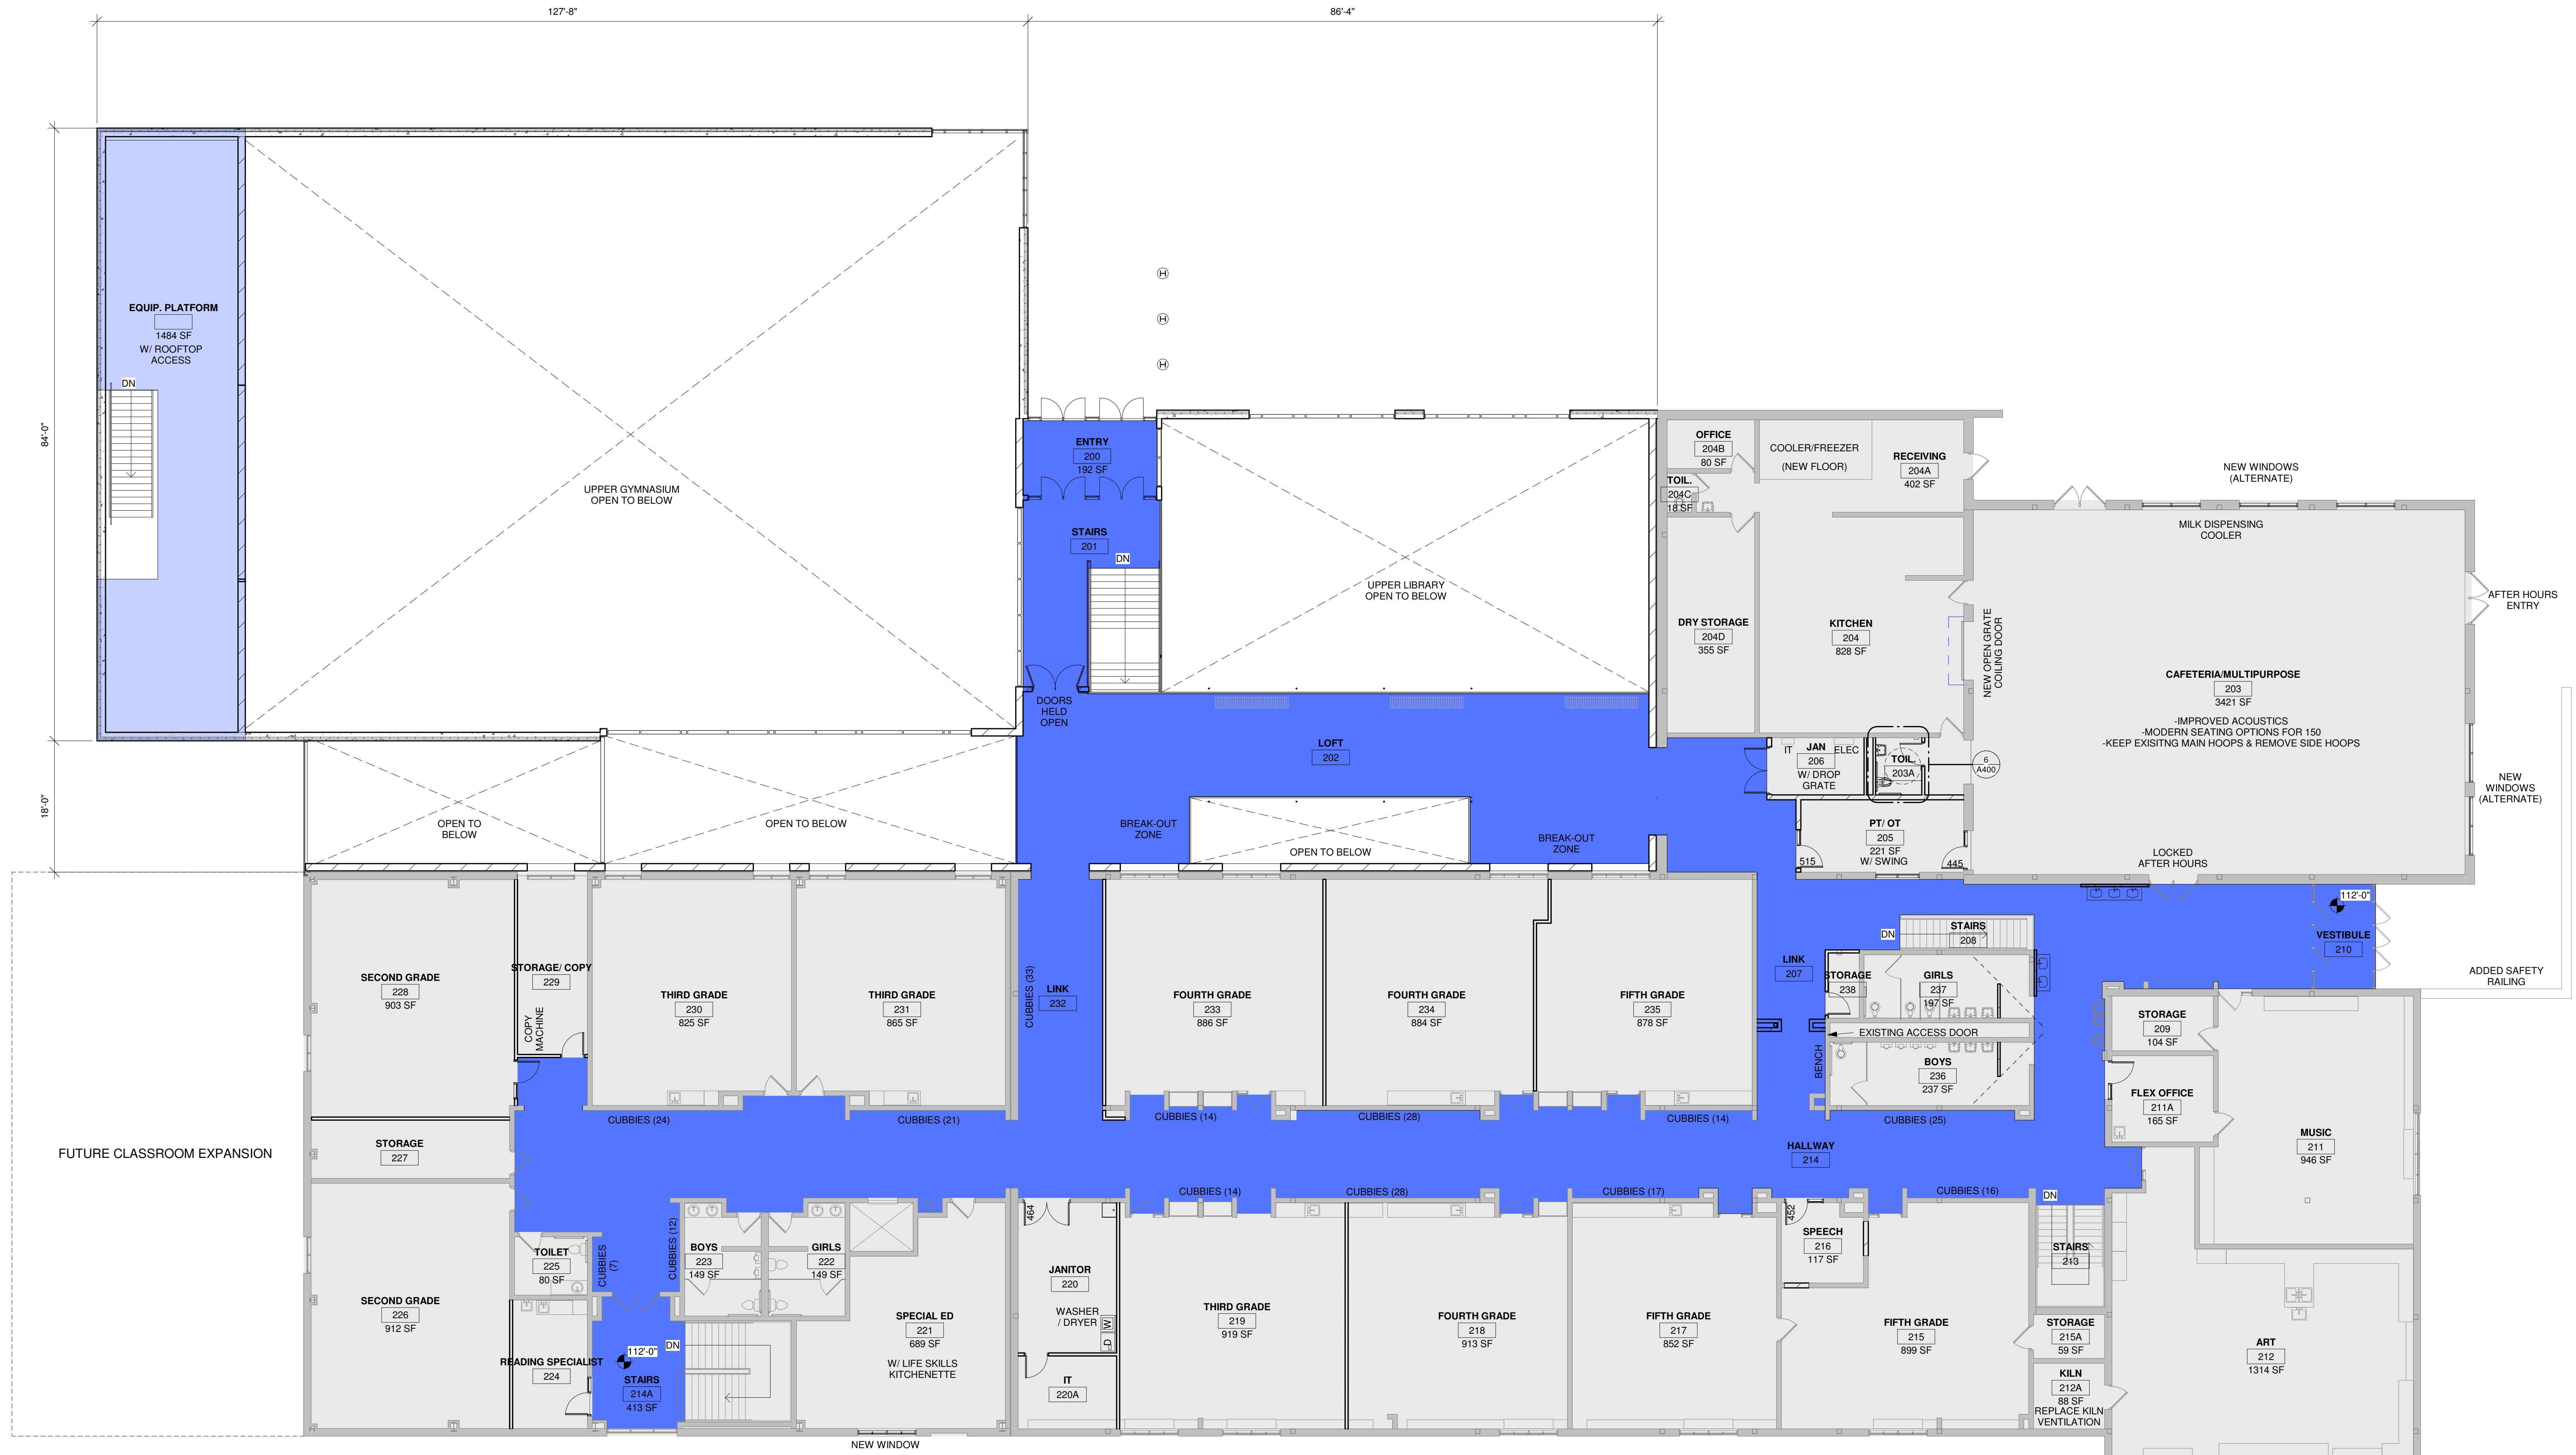 127'-8"
86'-4"
84'-0"
18'-0"
EQUIP. PLATFORM
1484 SF
W/ ROOFTOP
ACCESS
DN
UPPER GYMNASIUM
OPEN TO BELOW
H
H
H
ENTRY
200
192 SF
STAIRS
201
DN
DOORS
HELD
OPEN
UPPER LIBRARY
OPEN TO BELOW
OFFICE
204B
80 SF
COOLER/FREEZER
(NEW FLOOR)
RECEIVING
204A
402 SF
TOIL.
204C
18 SF
DRY STORAGE
204D
355 SF
KITCHEN
204
828 SF
NEW OPEN GRATE
COILING DOOR
NEW WINDOWS
(ALTERNATE)
MILK DISPENSING
COOLER
AFTER HOURS
ENTRY
CAFETERIA/MULTIPURPOSE
203
3421 SF
-IMPROVED ACOUSTICS
-MODERN SEATING OPTIONS FOR 150
-KEEP EXISITNG MAIN HOOPS & REMOVE SIDE HOOPS
NEW
WINDOWS
(ALTERNATE)
LOCKED
AFTER HOURS
LOFT
202
IT
JAN
206
ELEC
W/ DROP
GRATE
TOIL.
203A
6
A400
PT/ OT
205
221 SF
W/ SWING
515
445
OPEN TO
BELOW
OPEN TO BELOW
BREAK-OUT
ZONE
OPEN TO BELOW
BREAK-OUT
ZONE
112'-0"
VESTIBULE
210
ADDED SAFETY
RAILING
SECOND GRADE
228
903 SF
STORAGE/ COPY
229
COPY
MACHINE
THIRD GRADE
230
825 SF
THIRD GRADE
231
865 SF
CUBBIES (33)
LINK
232
FOURTH GRADE
233
886 SF
FOURTH GRADE
234
884 SF
FIFTH GRADE
235
878 SF
LINK
207
DN
STAIRS
208
STORAGE
238
GIRLS
237
197 SF
EXISTING ACCESS DOOR
BENCH
BOYS
236
237 SF
STORAGE
209
104 SF
FLEX OFFICE
211A
165 SF
MUSIC
211
946 SF
CUBBIES (24)
CUBBIES (21)
CUBBIES (14)
CUBBIES (28)
CUBBIES (14)
CUBBIES (25)
FUTURE CLASSROOM EXPANSION
STORAGE
227
HALLWAY
214
CUBBIES (14)
CUBBIES (28)
CUBBIES (17)
CUBBIES (16)
DN
SECOND GRADE
226
912 SF
TOILET
225
80 SF
CUBBIES
(7)
CUBBIES (12)
BOYS
223
149 SF
GIRLS
222
149 SF
READING SPECIALIST
224
112'-0"
DN
STAIRS
214A
413 SF
SPECIAL ED
221
689 SF
W/ LIFE SKILLS
KITCHENETTE
NEW WINDOW
464
JANITOR
220
WASHER
/ DRYER
W
D
IT
220A
THIRD GRADE
219
919 SF
FOURTH GRADE
218
913 SF
FIFTH GRADE
217
852 SF
452
SPEECH
216
117 SF
FIFTH GRADE
215
899 SF
STAIRS
213
STORAGE
215A
59 SF
KILN
212A
88 SF
REPLACE KILN
VENTILATION
ART
212
1314 SF